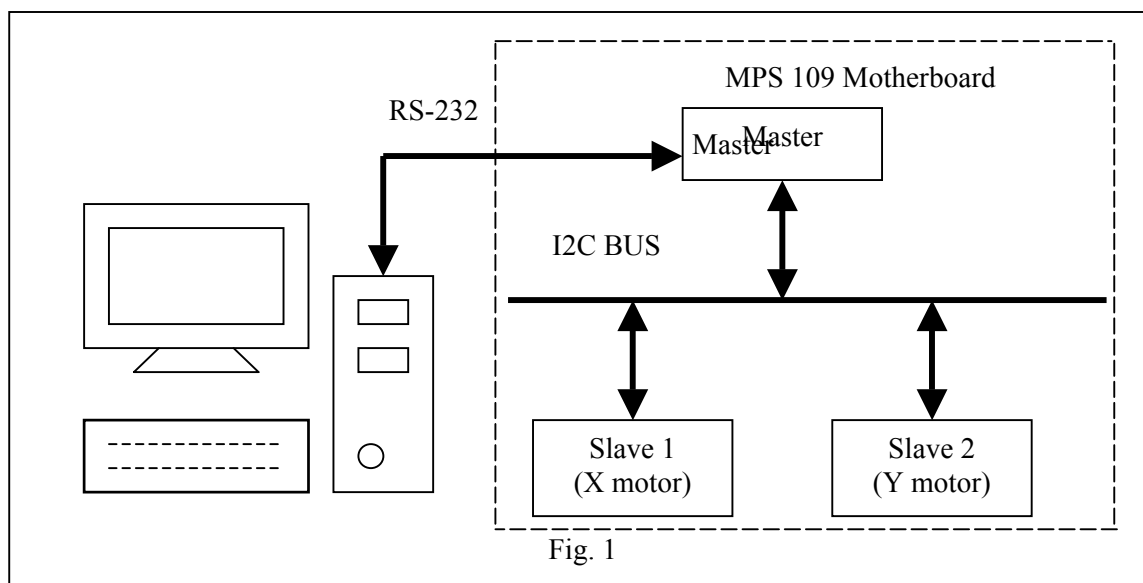 MPS 109 Motherboard
RS-232
Master
Master
I2C BUS
Slave 1
(X motor)
Slave 2
(Y motor)
Fig. 1